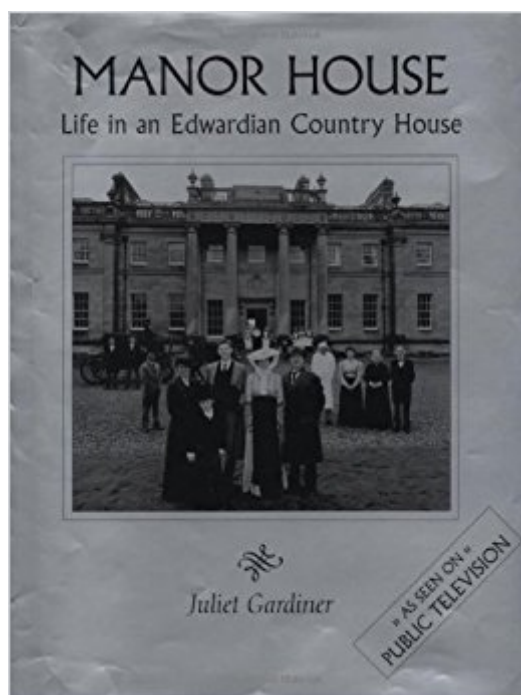 MANOR HOUSE
Life in an Edwardian Country House
Juliet Gardiner
» AS SEEN ON «
PUBLIC TELEVISION